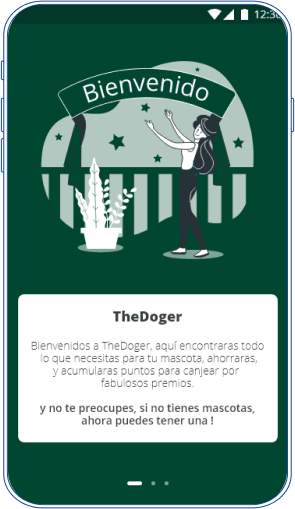 12:30
Bienvenido
TheDoger
Bienvenidos a TheDoger, aquí encontraras todo
lo que necesitas para tu mascota, ahorraras,
y acumularas puntos para canjear por
fabulosos premios.
y no te preocupes, si no tienes mascotas,
ahora puedes tener una !